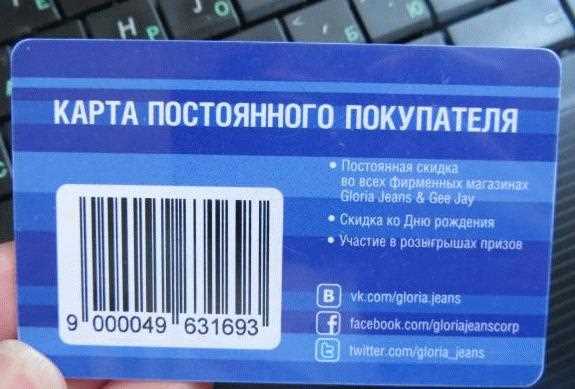 КАРТА ПОСТОЯННОГО ПОКУПАТЕЛЯ
• Постоянная скидка
во всех фирменных магазинах
Gloria Jeans & Gee Jay
• Скидка ко Дню рождения
• Участие в розыгрышах призов
9 000049 631693
B vk.com/gloria.jeans
f facebook.com/gloriajeanscorp
t twitter.com/gloria_jeans